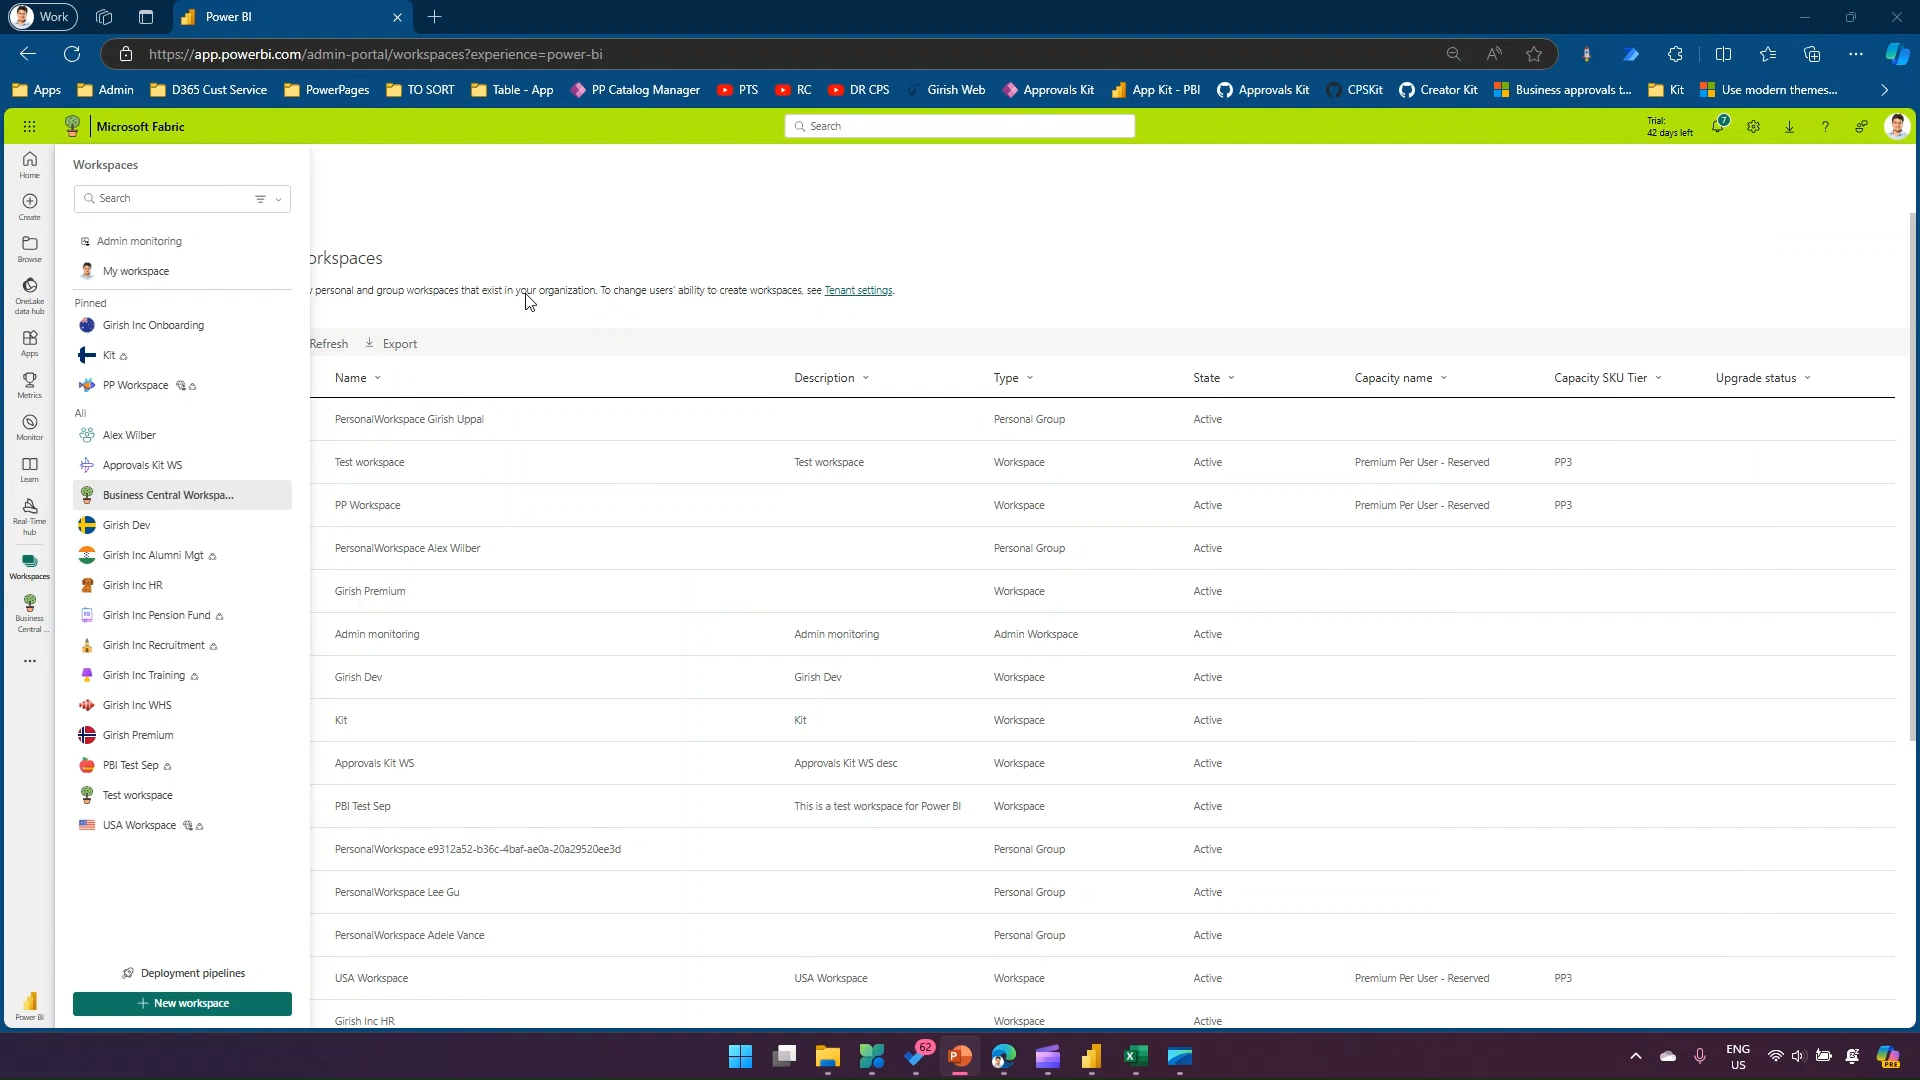 Work
Power BI
https://app.powerbi.com/admin-portal/workspaces?experience=power-bi
Apps
Admin
D365 Cust Service
PowerPages
TO SORT
Table - App
PP Catalog Manager
PTS
RC
DR CPS
Girish Web
Approvals Kit
App Kit - PBI
Approvals Kit
CPSKit
Creator Kit
Business approvals t...
Kit
Use modern themes...
Microsoft Fabric
Search
Trial:
42 days left
7
?
Home
Create
Browse
OneLake
data hub
Apps
Metrics
Monitor
Learn
Real-Time
hub
Workspaces
Business
Central ...
Power BI
Workspaces
Search
Admin monitoring
My workspace
Pinned
Girish Inc Onboarding
Kit
PP Workspace
All
Alex Wilber
Approvals Kit WS
Business Central Workspa...
Girish Dev
Girish Inc Alumni Mgt
Girish Inc HR
Girish Inc Pension Fund
Girish Inc Recruitment
Girish Inc Training
Girish Inc WHS
Girish Premium
PBI Test Sep
Test workspace
USA Workspace
Deployment pipelines
New workspace
orkspaces
personal and group workspaces that exist in your organization. To change users' ability to create workspaces, see Tenant settings.
Refresh Export
Name Description Type State Capacity name Capacity SKU Tier Upgrade status
PersonalWorkspace Girish Uppal Personal Group Active
Test workspace Test workspace Workspace Active Premium Per User - Reserved PP3
PP Workspace Workspace Active Premium Per User - Reserved PP3
PersonalWorkspace Alex Wilber Personal Group Active
Girish Premium Workspace Active
Admin monitoring Admin monitoring Admin Workspace Active
Girish Dev Girish Dev Workspace Active
Kit Kit Workspace Active
Approvals Kit WS Approvals Kit WS desc Workspace Active
PBI Test Sep This is a test workspace for Power BI Workspace Active
PersonalWorkspace e9312a52-b36c-4baf-ae0a-20a29520ee3d Personal Group Active
PersonalWorkspace Lee Gu Personal Group Active
PersonalWorkspace Adele Vance Personal Group Active
USA Workspace USA Workspace Workspace Active Premium Per User - Reserved PP3
Girish Inc HR Workspace Active
62
ENG
US